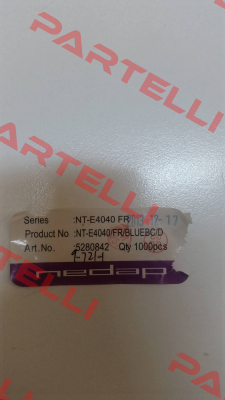 PARTELLI
PARTELLI
PARTELLI
PARTELLI
Series :NT-E4040 FR
Product No :NT-E4040/FR/BLUEBC/D
Art.No. :5280842 Qty 1000pcs
depau